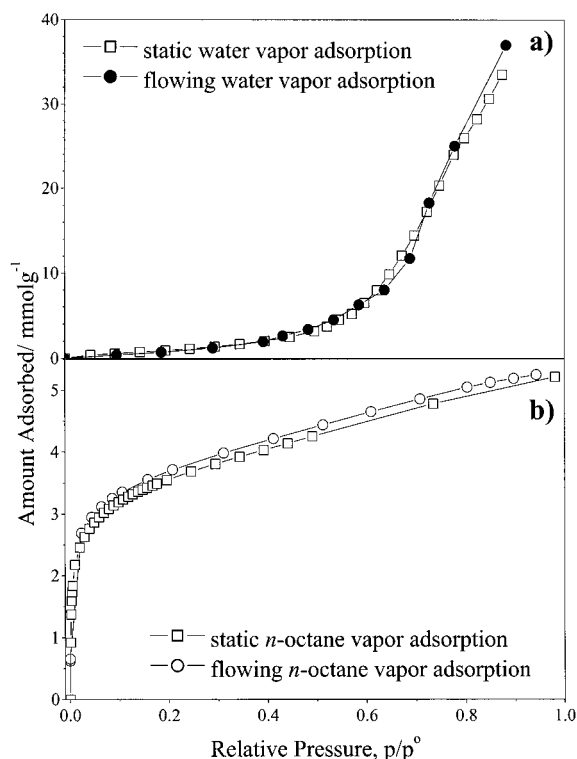 40
a)
static water vapor adsorption
flowing water vapor adsorption
30
20
10
0
Amount Adsorbed/ mmolg⁻¹
5
b)
4
3
2
static n-octane vapor adsorption
1
flowing n-octane vapor adsorption
0
0.0 0.2 0.4 0.6 0.8 1.0
Relative Pressure, p/p°